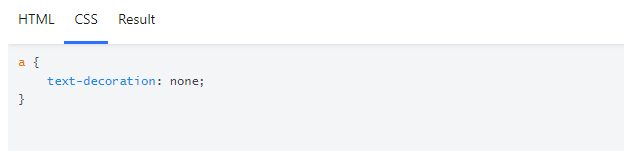 HTML CSS Result
a {
    text-decoration: none;
}